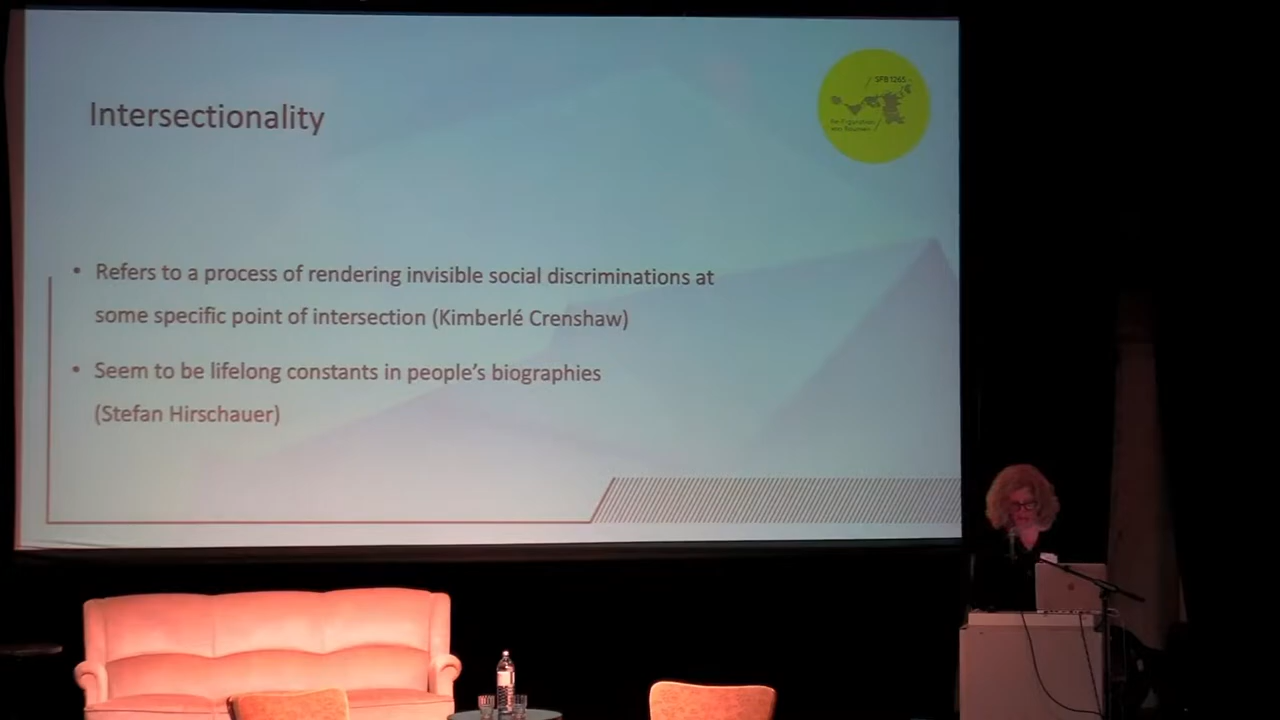 Intersectionality
SFB 1265
• Refers to a process of rendering invisible social discriminations at
some specific point of intersection (Kimberlé Crenshaw)
• Seem to be lifelong constants in people's biographies
(Stefan Hirschauer)